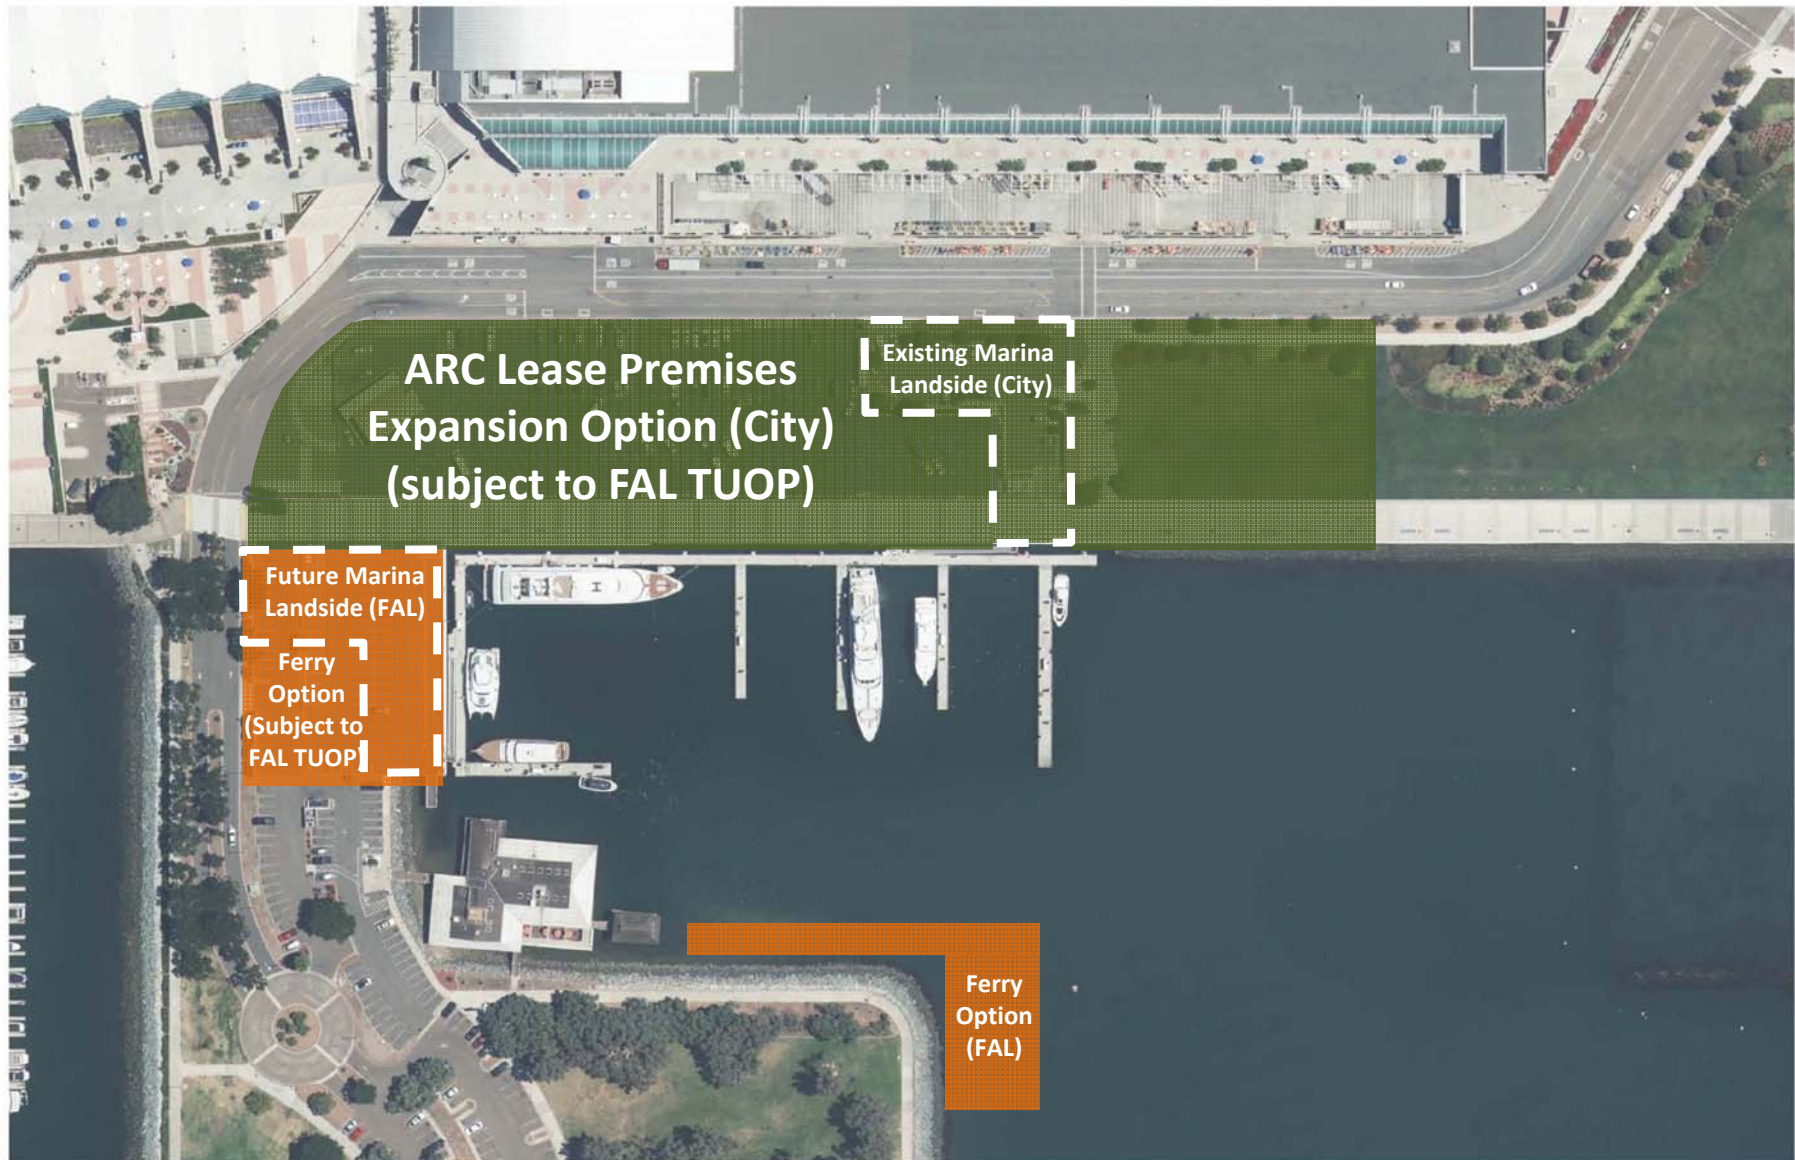 ARC Lease Premises
Expansion Option (City)
(subject to FAL TUOP)
Existing Marina
Landside (City)
Future Marina
Landside (FAL)
Ferry
Option
(Subject to
FAL TUOP)
Ferry
Option
(FAL)